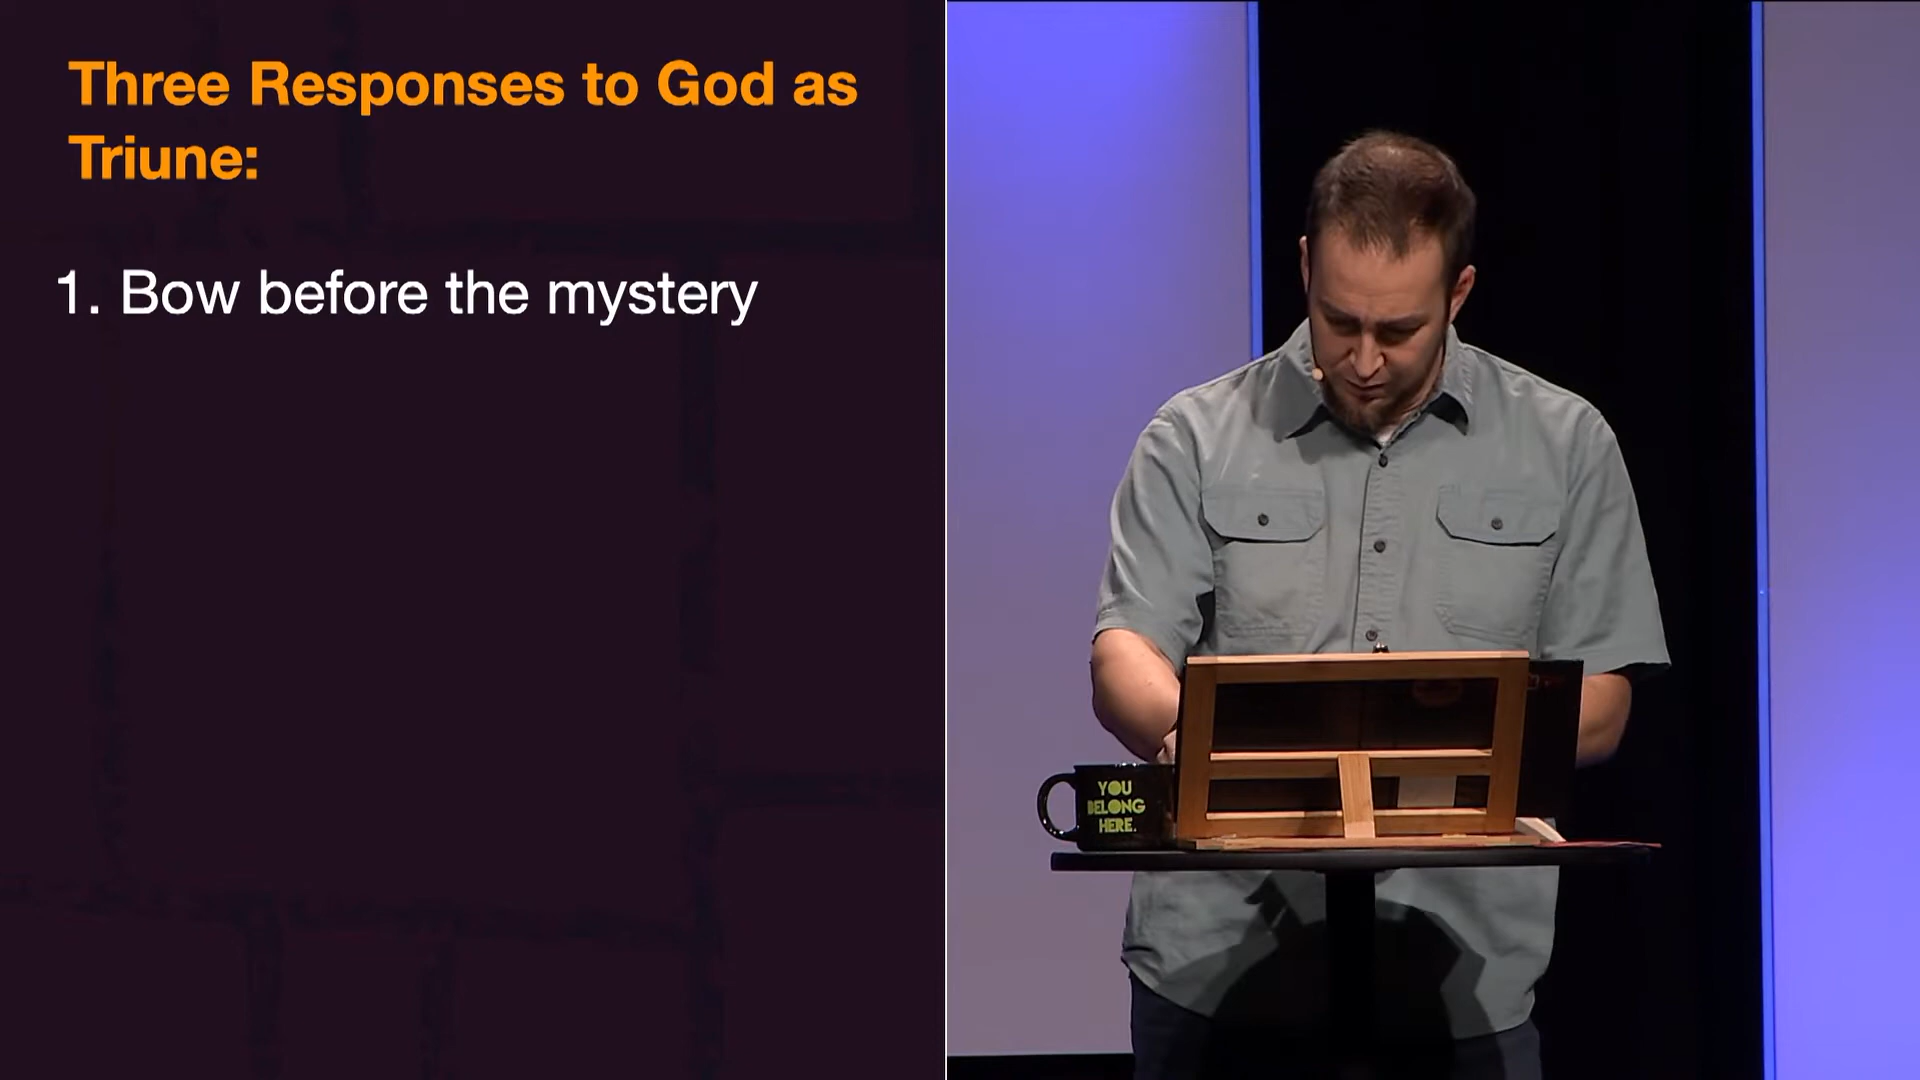 Three Responses to God as
Triune:
1. Bow before the mystery
YOU
BELONG
HERE.